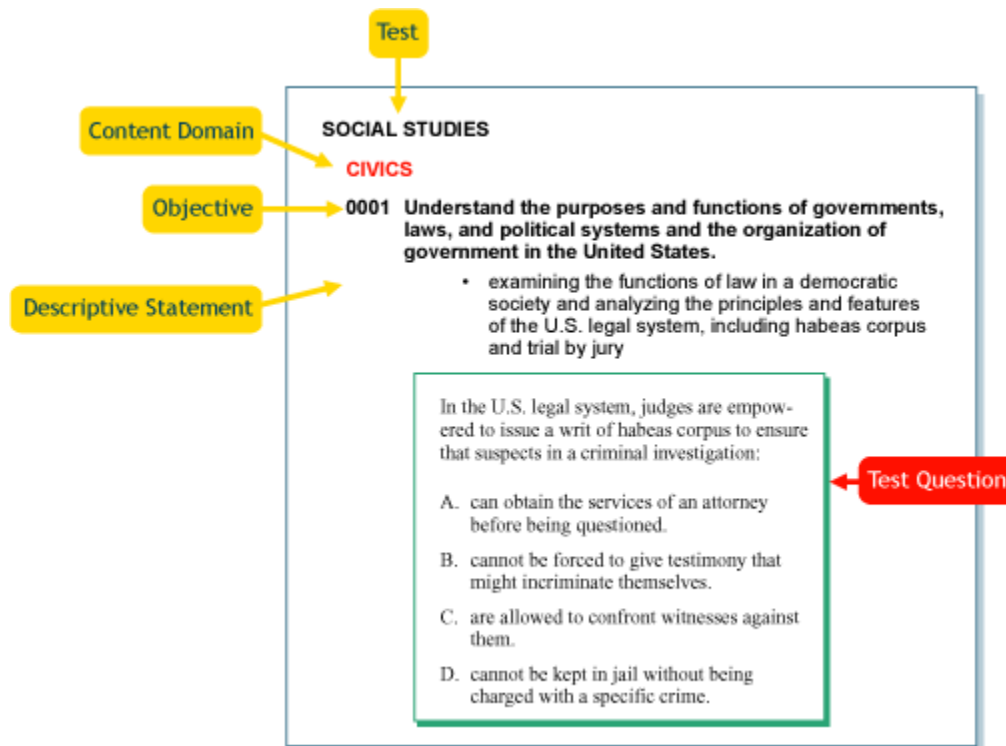 Test
SOCIAL STUDIES
Content Domain
CIVICS
Objective
0001 Understand the purposes and functions of governments,
laws, and political systems and the organization of
government in the United States.
Descriptive Statement
• examining the functions of law in a democratic
society and analyzing the principles and features
of the U.S. legal system, including habeas corpus
and trial by jury
In the U.S. legal system, judges are empow-
ered to issue a writ of habeas corpus to ensure
that suspects in a criminal investigation:
Test Question
A. can obtain the services of an attorney
before being questioned.
B. cannot be forced to give testimony that
might incriminate themselves.
C. are allowed to confront witnesses against
them.
D. cannot be kept in jail without being
charged with a specific crime.